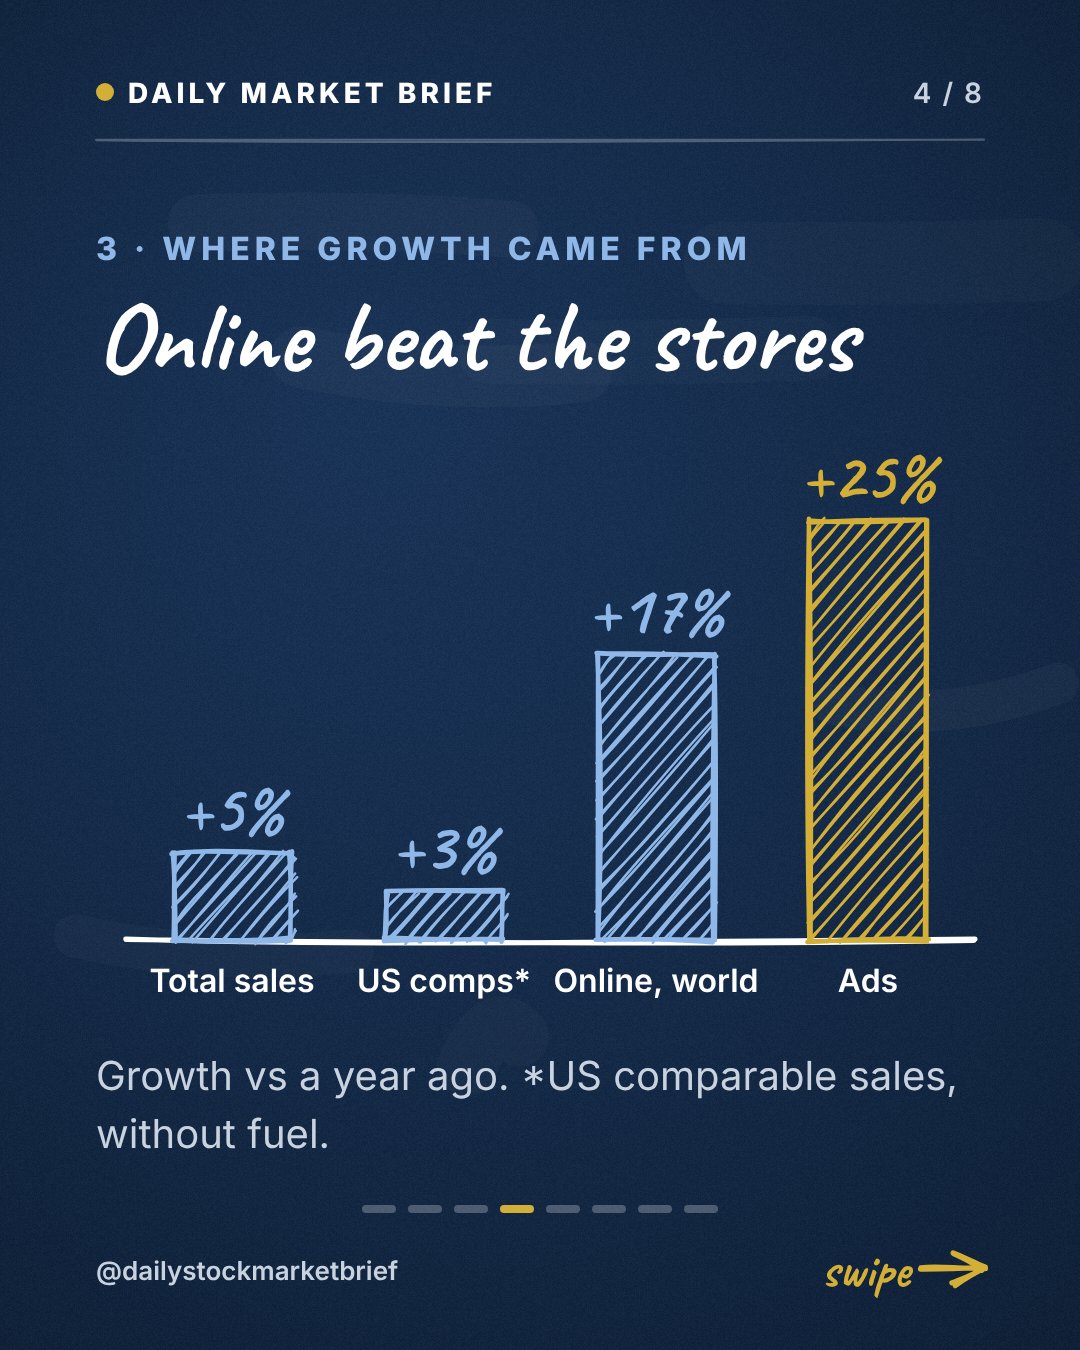 DAILY MARKET BRIEF
4 / 8
3 · WHERE GROWTH CAME FROM
Online beat the stores
+25%
+17%
+5%
+3%
Total sales
US comps*
Online, world
Ads
Growth vs a year ago. *US comparable sales,
without fuel.
@dailystockmarketbrief
swipe